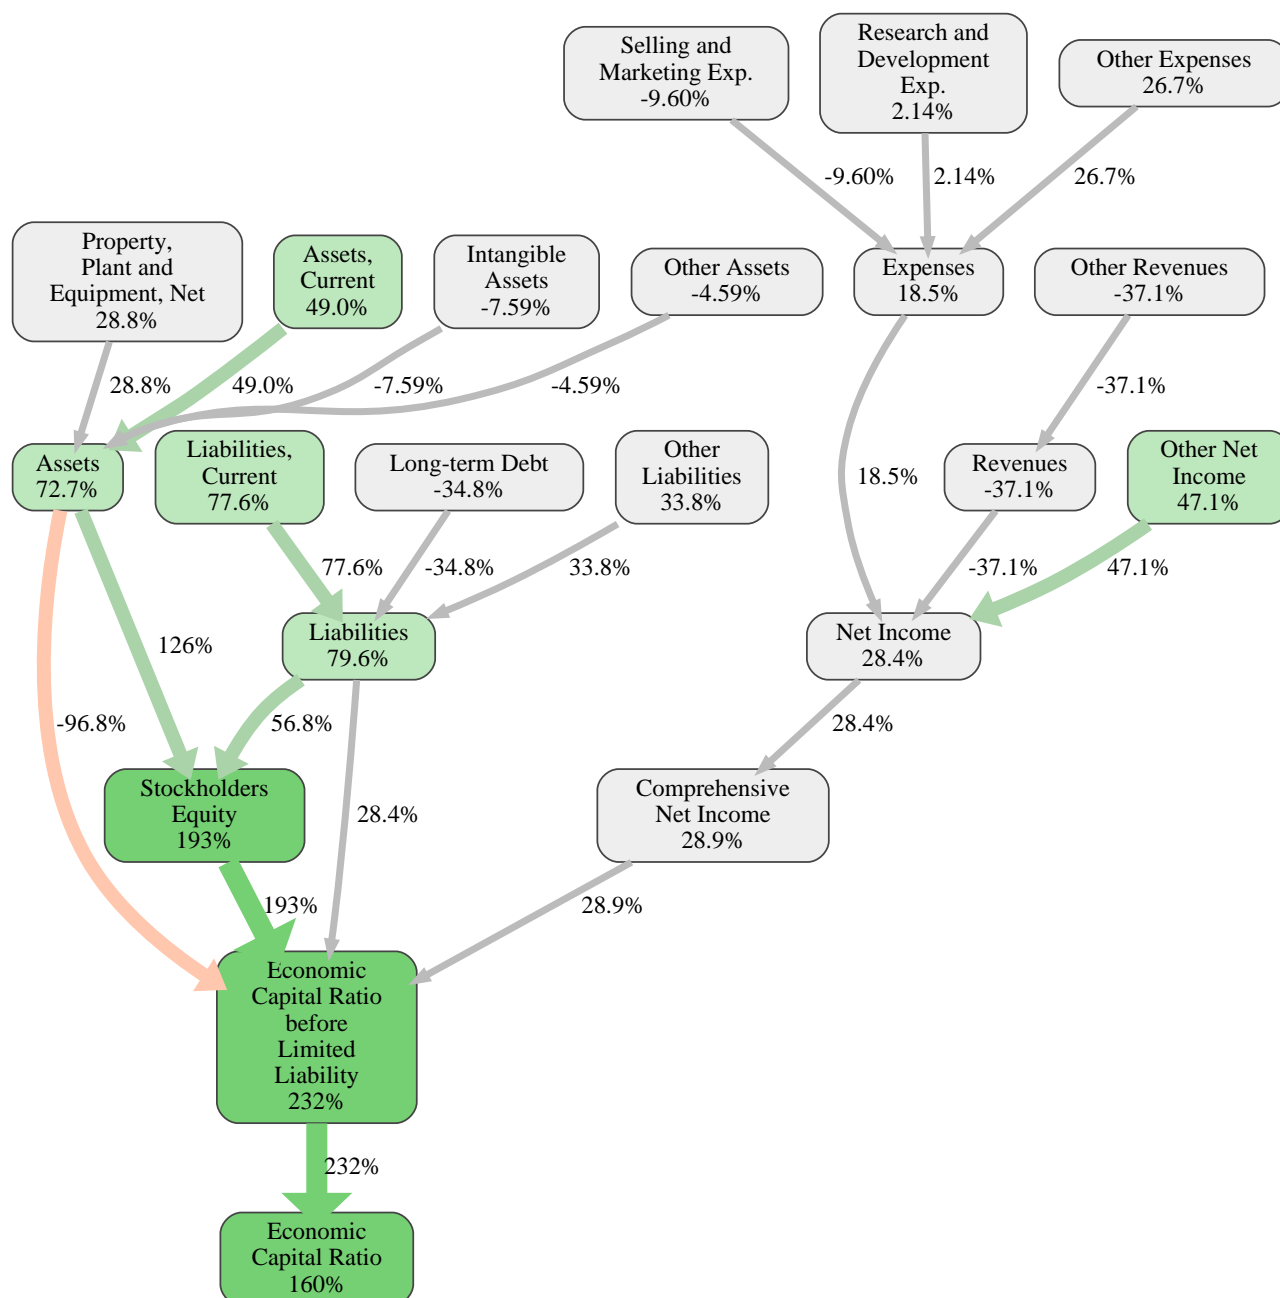 Selling and
Marketing Exp.
-9.60%
Research and
Development
Exp.
2.14%
Other Expenses
26.7%
-9.60%
2.14%
26.7%
Property,
Plant and
Equipment, Net
28.8%
Assets,
Current
49.0%
Intangible
Assets
-7.59%
Other Assets
-4.59%
Expenses
18.5%
Other Revenues
-37.1%
28.8%
49.0%
-7.59%
-4.59%
-37.1%
Assets
72.7%
Liabilities,
Current
77.6%
Long-term Debt
-34.8%
Other
Liabilities
33.8%
18.5%
Revenues
-37.1%
Other Net
Income
47.1%
77.6%
-34.8%
33.8%
-37.1%
47.1%
126%
Liabilities
79.6%
Net Income
28.4%
-96.8%
56.8%
28.4%
Stockholders
Equity
193%
28.4%
Comprehensive
Net Income
28.9%
193%
28.9%
Economic
Capital Ratio
before
Limited
Liability
232%
232%
Economic
Capital Ratio
160%